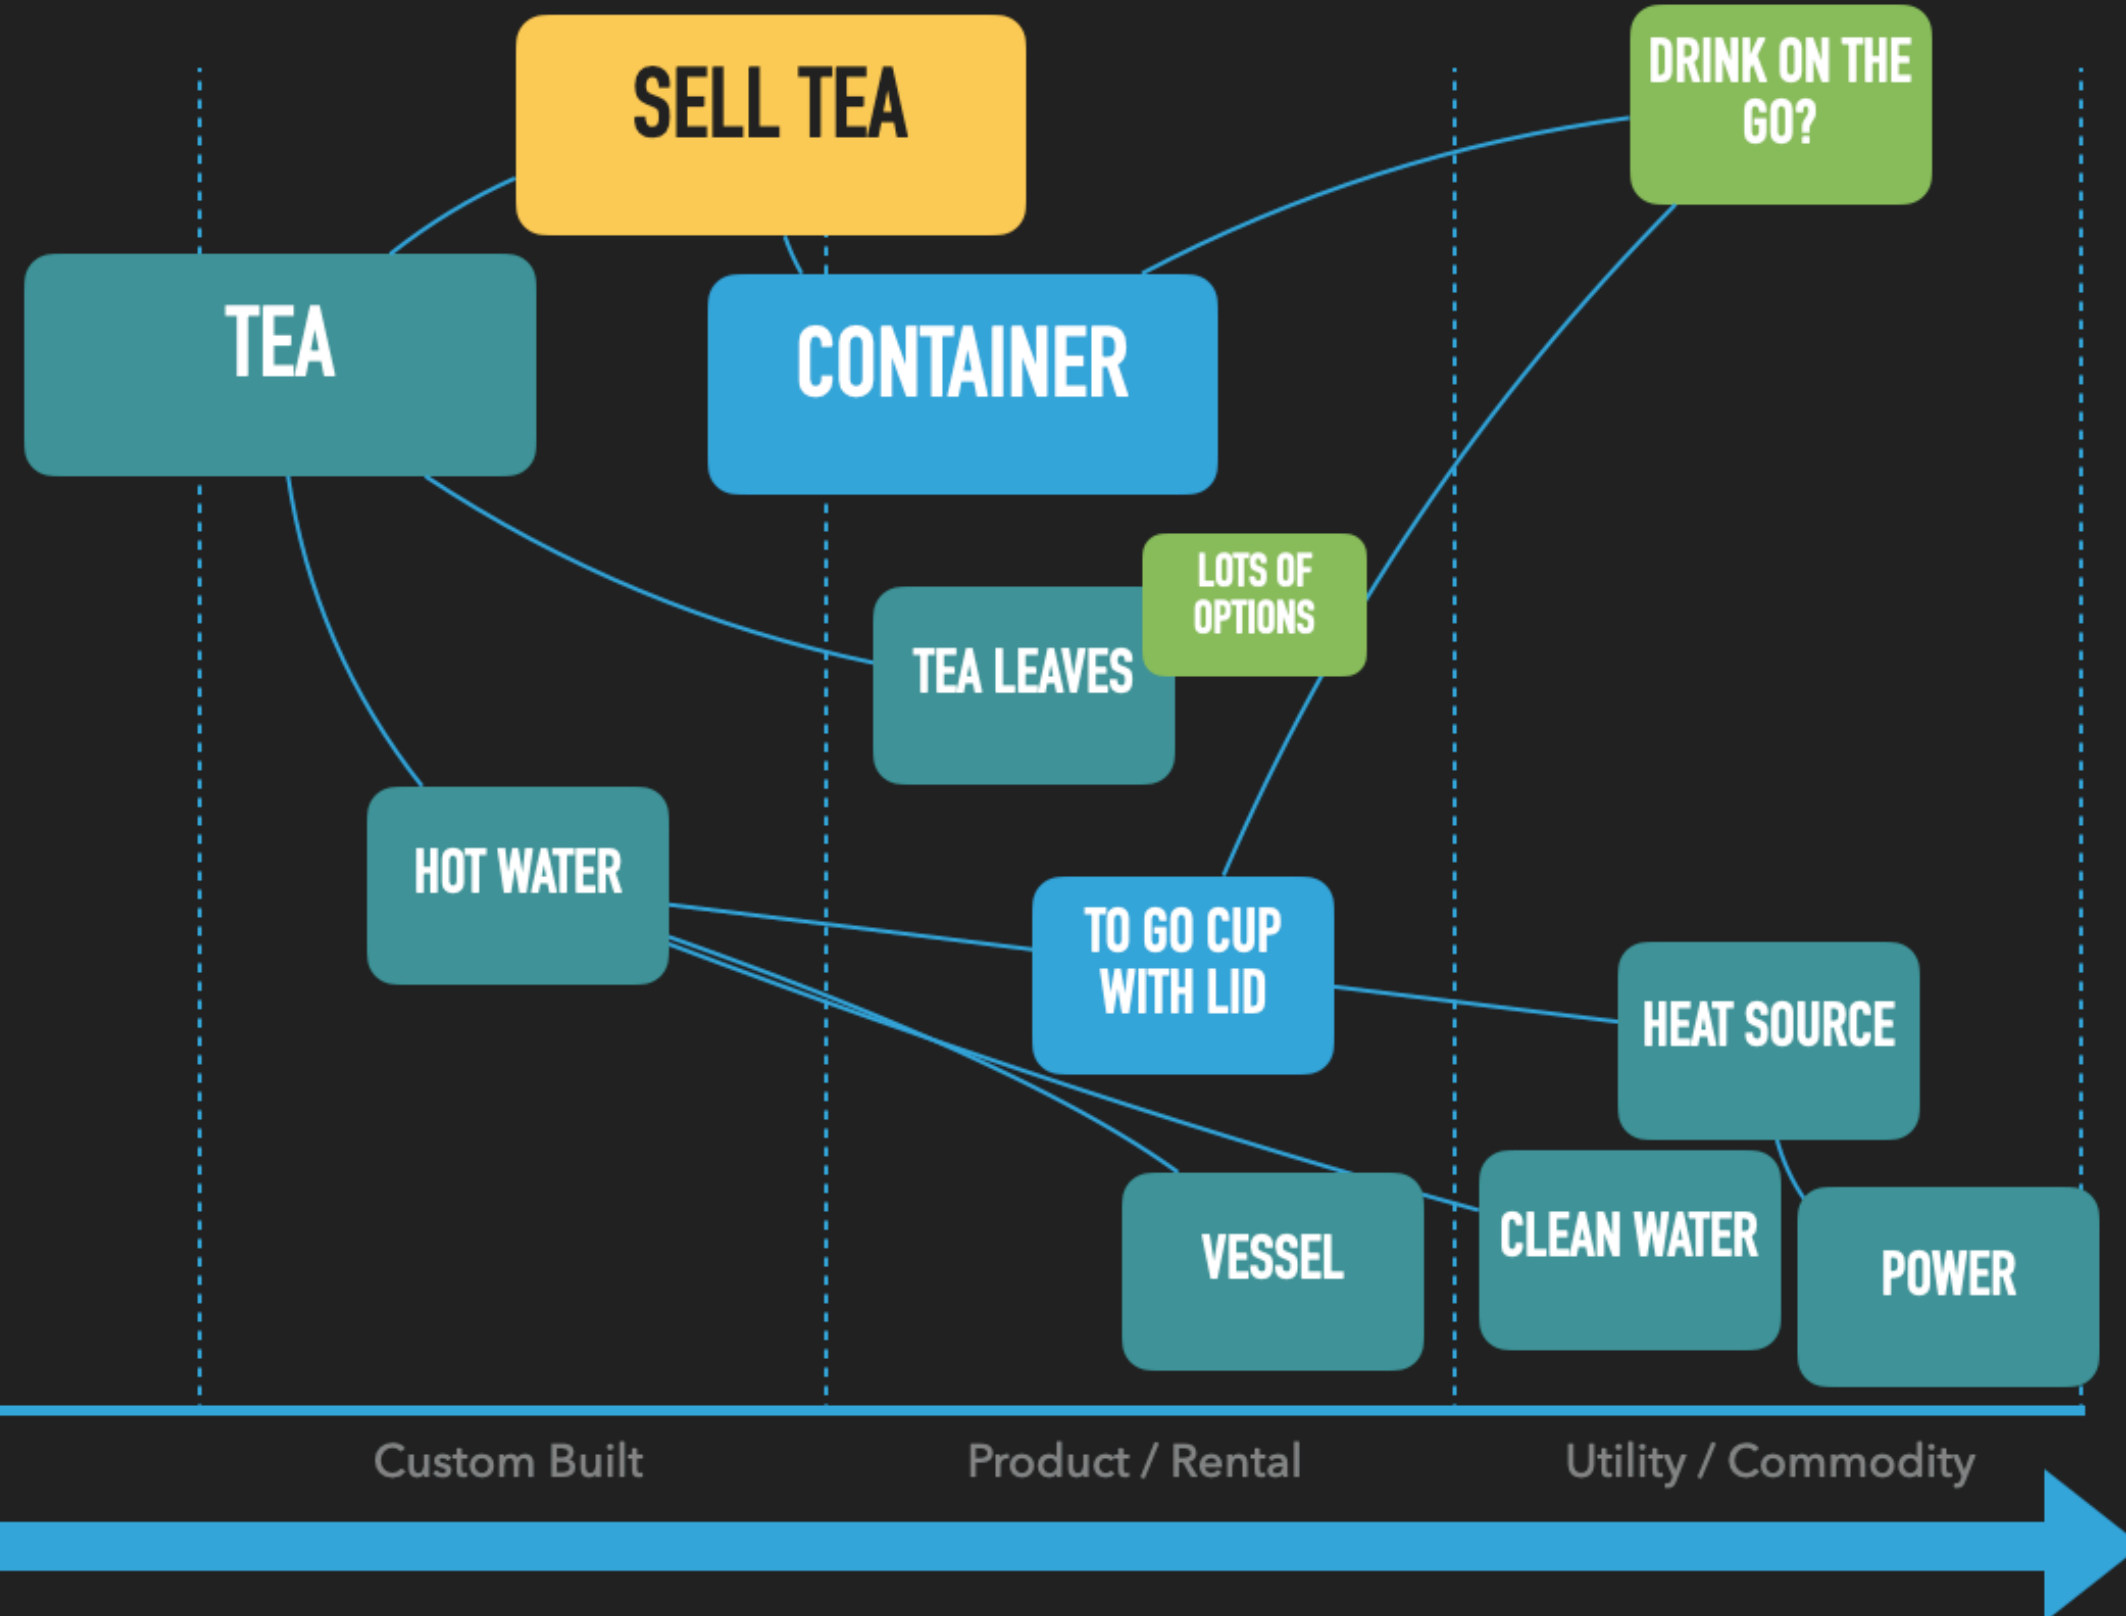 SELL TEA
DRINK ON THE
GO?
TEA
CONTAINER
LOTS OF
OPTIONS
TEA LEAVES
HOT WATER
TO GO CUP
WITH LID
HEAT SOURCE
VESSEL
CLEAN WATER
POWER
Custom Built
Product / Rental
Utility / Commodity